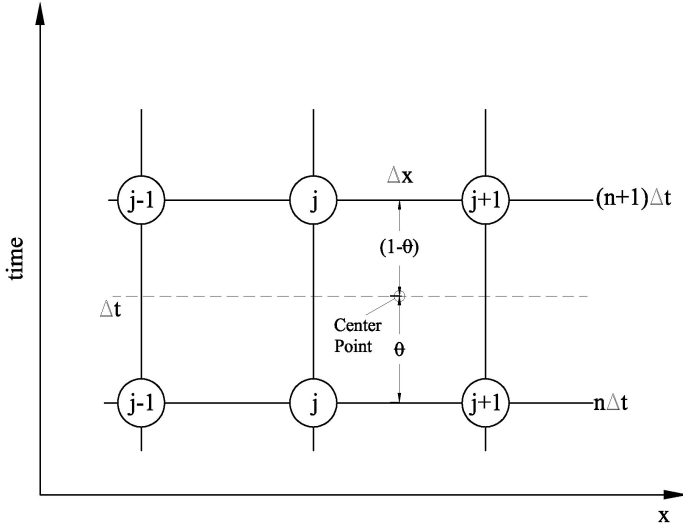 Δx
j-1
j
j+1
(n+1)Δt
(1-θ)
time
Δt
Center
Point
θ
j-1
j
j+1
nΔt
x